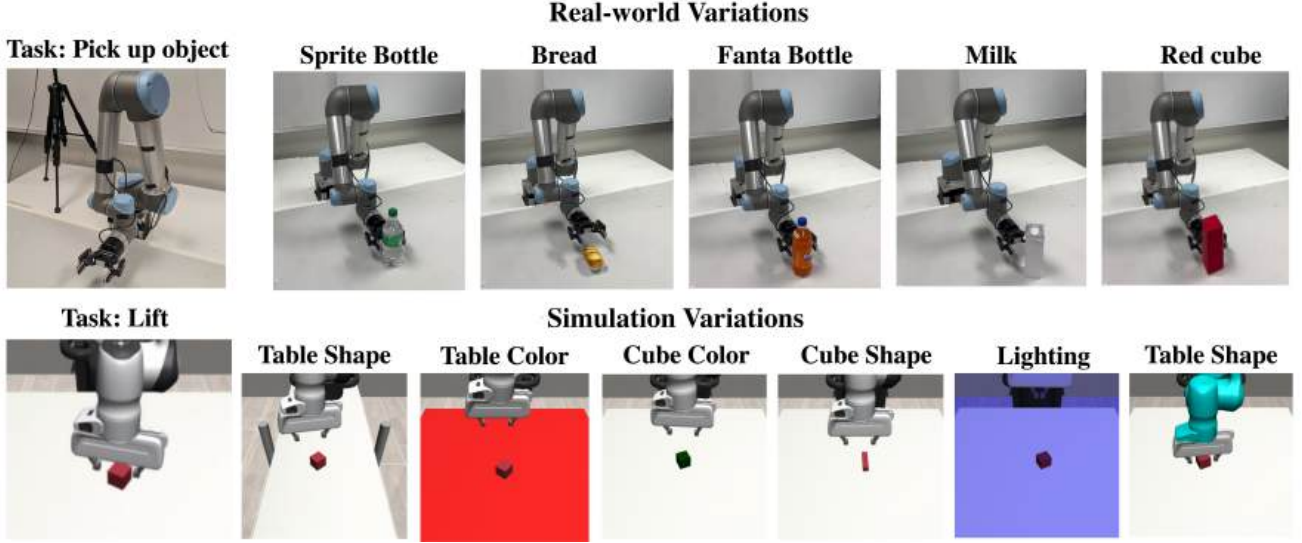 Real-world Variations
Task: Pick up object
Sprite Bottle
Bread
Fanta Bottle
Milk
Red cube
Task: Lift
Simulation Variations
Table Shape
Table Color
Cube Color
Cube Shape
Lighting
Table Shape